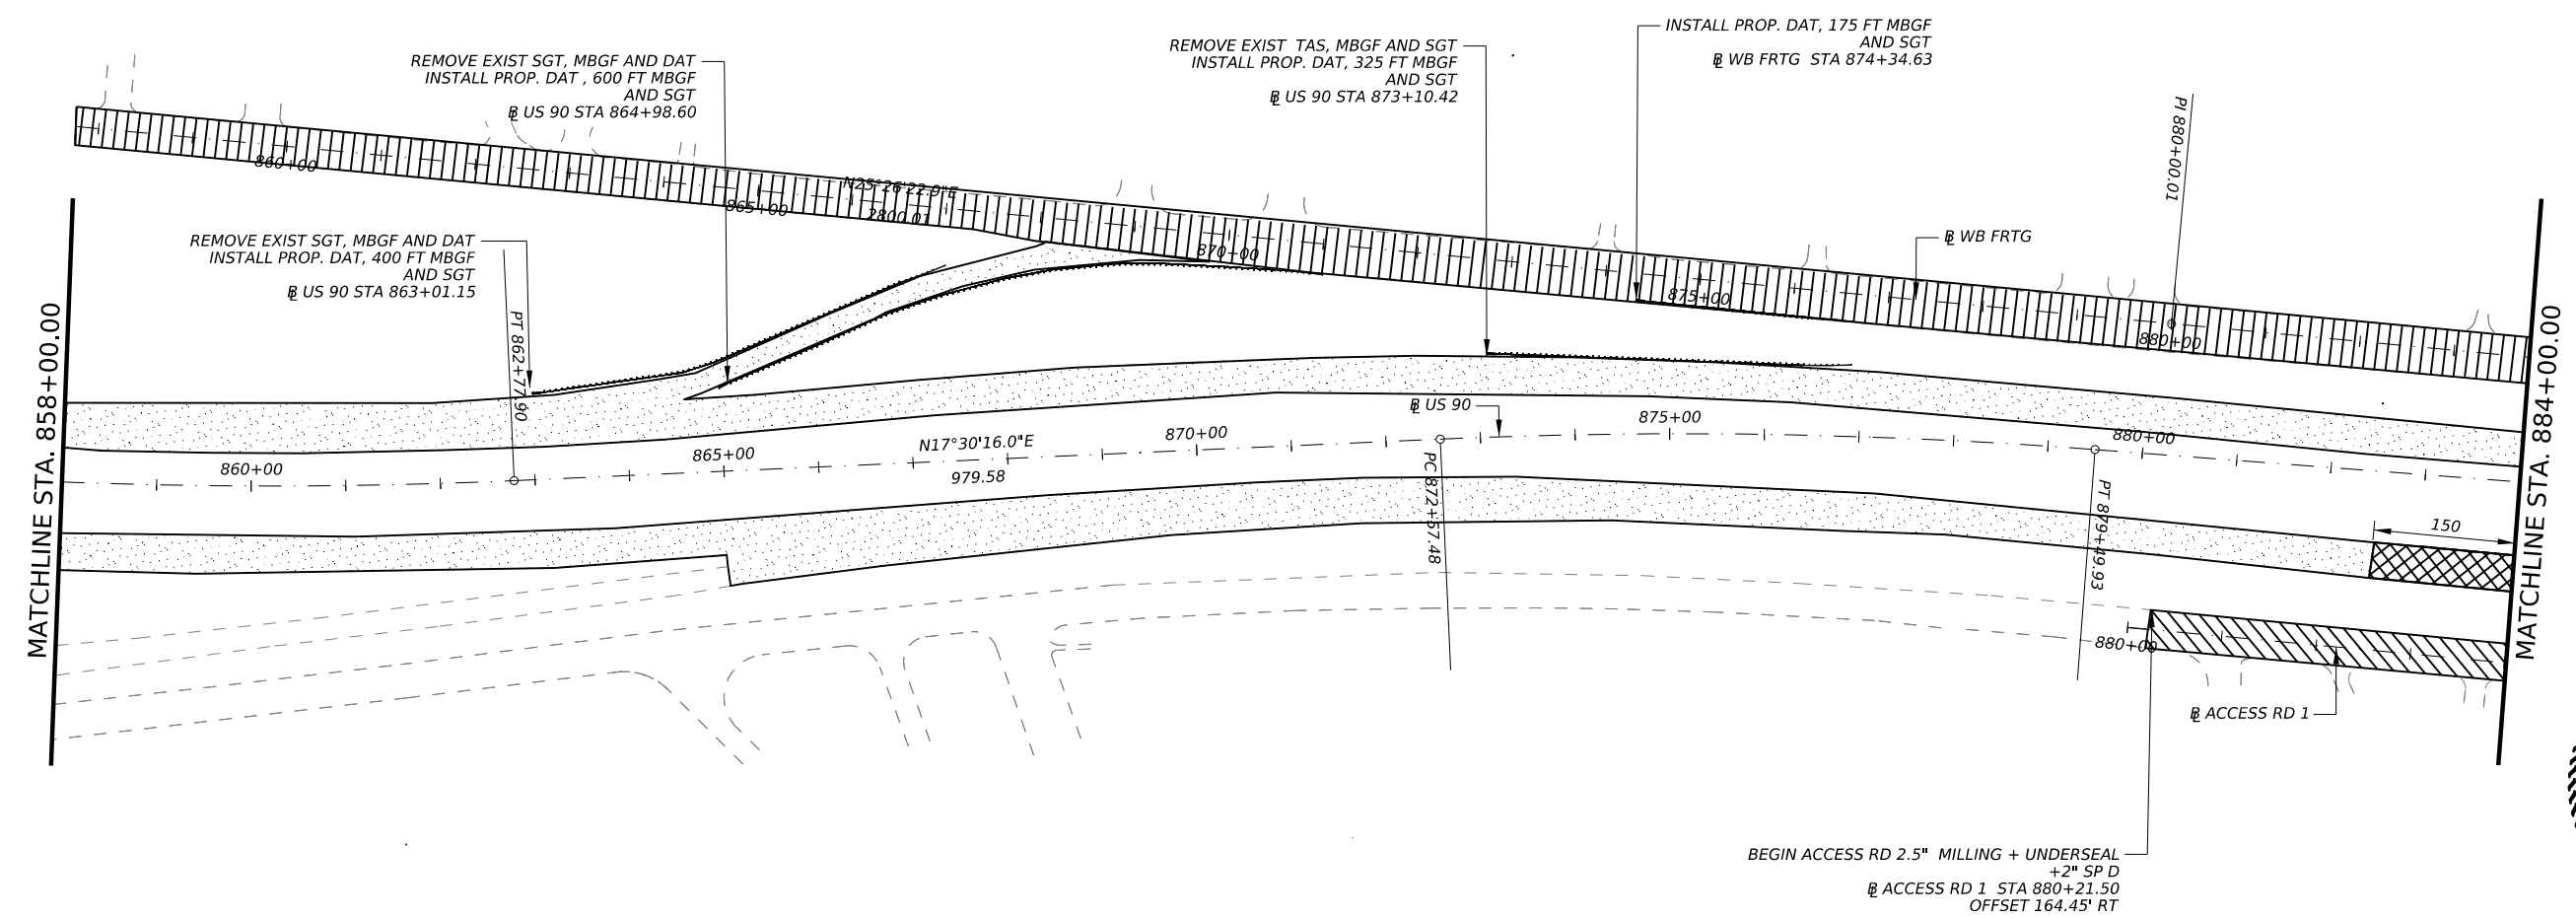 REMOVE EXIST SGT, MBGF AND DAT
INSTALL PROP. DAT , 600 FT MBGF
AND SGT
℄ US 90 STA 864+98.60
REMOVE EXIST  TAS, MBGF AND SGT
INSTALL PROP. DAT, 325 FT MBGF
AND SGT
℄ US 90 STA 873+10.42
INSTALL PROP. DAT, 175 FT MBGF
AND SGT
℄ WB FRTG  STA 874+34.63
PI 880+00.01
860+00
N25°26'22.9"E
865+00
2800.01
870+00
℄ WB FRTG
875+00
880+00
REMOVE EXIST SGT, MBGF AND DAT
INSTALL PROP. DAT, 400 FT MBGF
AND SGT
℄ US 90 STA 863+01.15
MATCHLINE STA. 858+00.00
PT 862+77.90
℄ US 90
860+00
865+00
N17°30'16.0"E
979.58
870+00
PC 872+57.48
875+00
880+00
PT 879+49.93
150
MATCHLINE STA. 884+00.00
880+00
℄ ACCESS RD 1
BEGIN ACCESS RD 2.5"  MILLING + UNDERSEAL
+2" SP D
℄ ACCESS RD 1  STA 880+21.50
OFFSET 164.45' RT